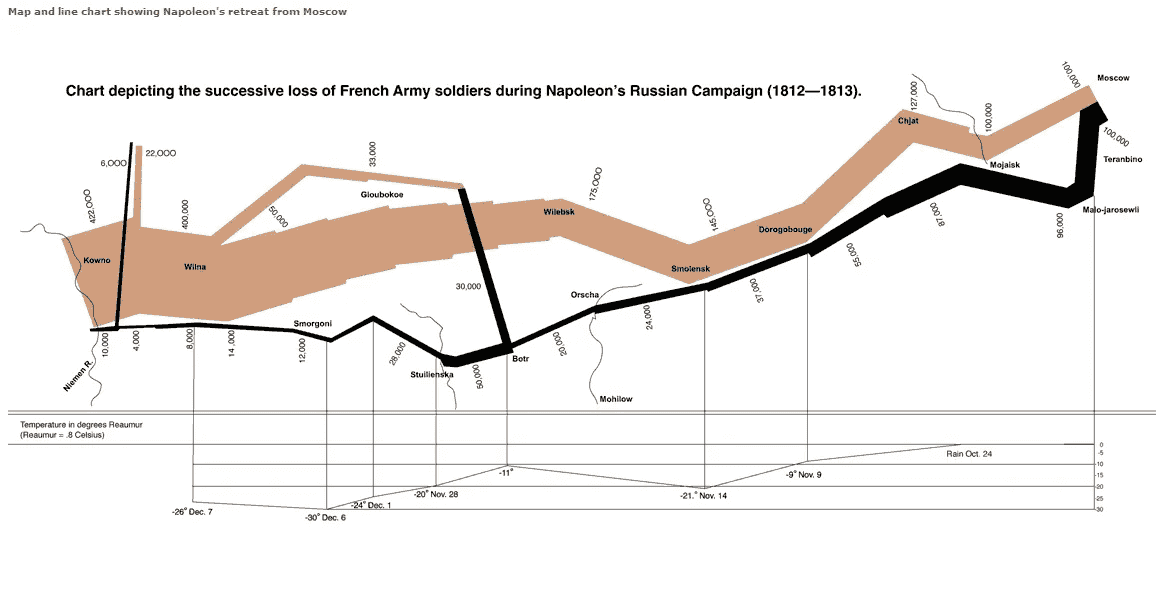 Map and line chart showing Napoleon's retreat from Moscow
Chart depicting the successive loss of French Army soldiers during Napoleon's Russian Campaign (1812—1813).
100,000
Moscow
127,000
100,000
Chjat
100,000
Teranbino
Mojaisk
6,000
22,000
33,000
422,000
400,000
50,000
Gloubokoe
175,000
Wilebsk
145,000
Dorogobouge
87,000
96,000
Malo-jarosewli
Kowno
Wilna
Smolensk
55,000
30,000
Orscha
37,000
24,000
Smorgoni
10,000
4,000
8,000
14,000
12,000
28,000
20,000
Botr
Stuilienska
50,000
Niemen R.
Mohilow
Temperature in degrees Reaumur
(Reaumur = .8 Celsius)
Rain Oct. 24
0
-5
-10
-15
-20
-25
-30
-11°
-9° Nov. 9
-20° Nov. 28
-21.° Nov. 14
-24° Dec. 1
-26° Dec. 7
-30° Dec. 6